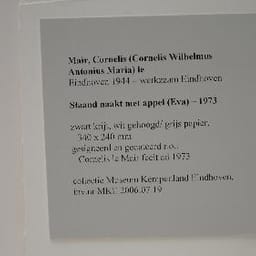 Mair, Cornelis (Cornelis Wilhelmus
Antonius Maria) le
Eindhoven 1944 – werkzaam Eindhoven
Staand naakt met appel (Eva) – 1973
zwart krijt, wit gehoogd/ grijs papier,
340 x 240 mm
gesigneerd en gedateerd r.o.:
Cornelis le Mair fecit ao 1973
collectie Museum Kempenland Eindhoven,
inv.nr MKE 2006.07.19